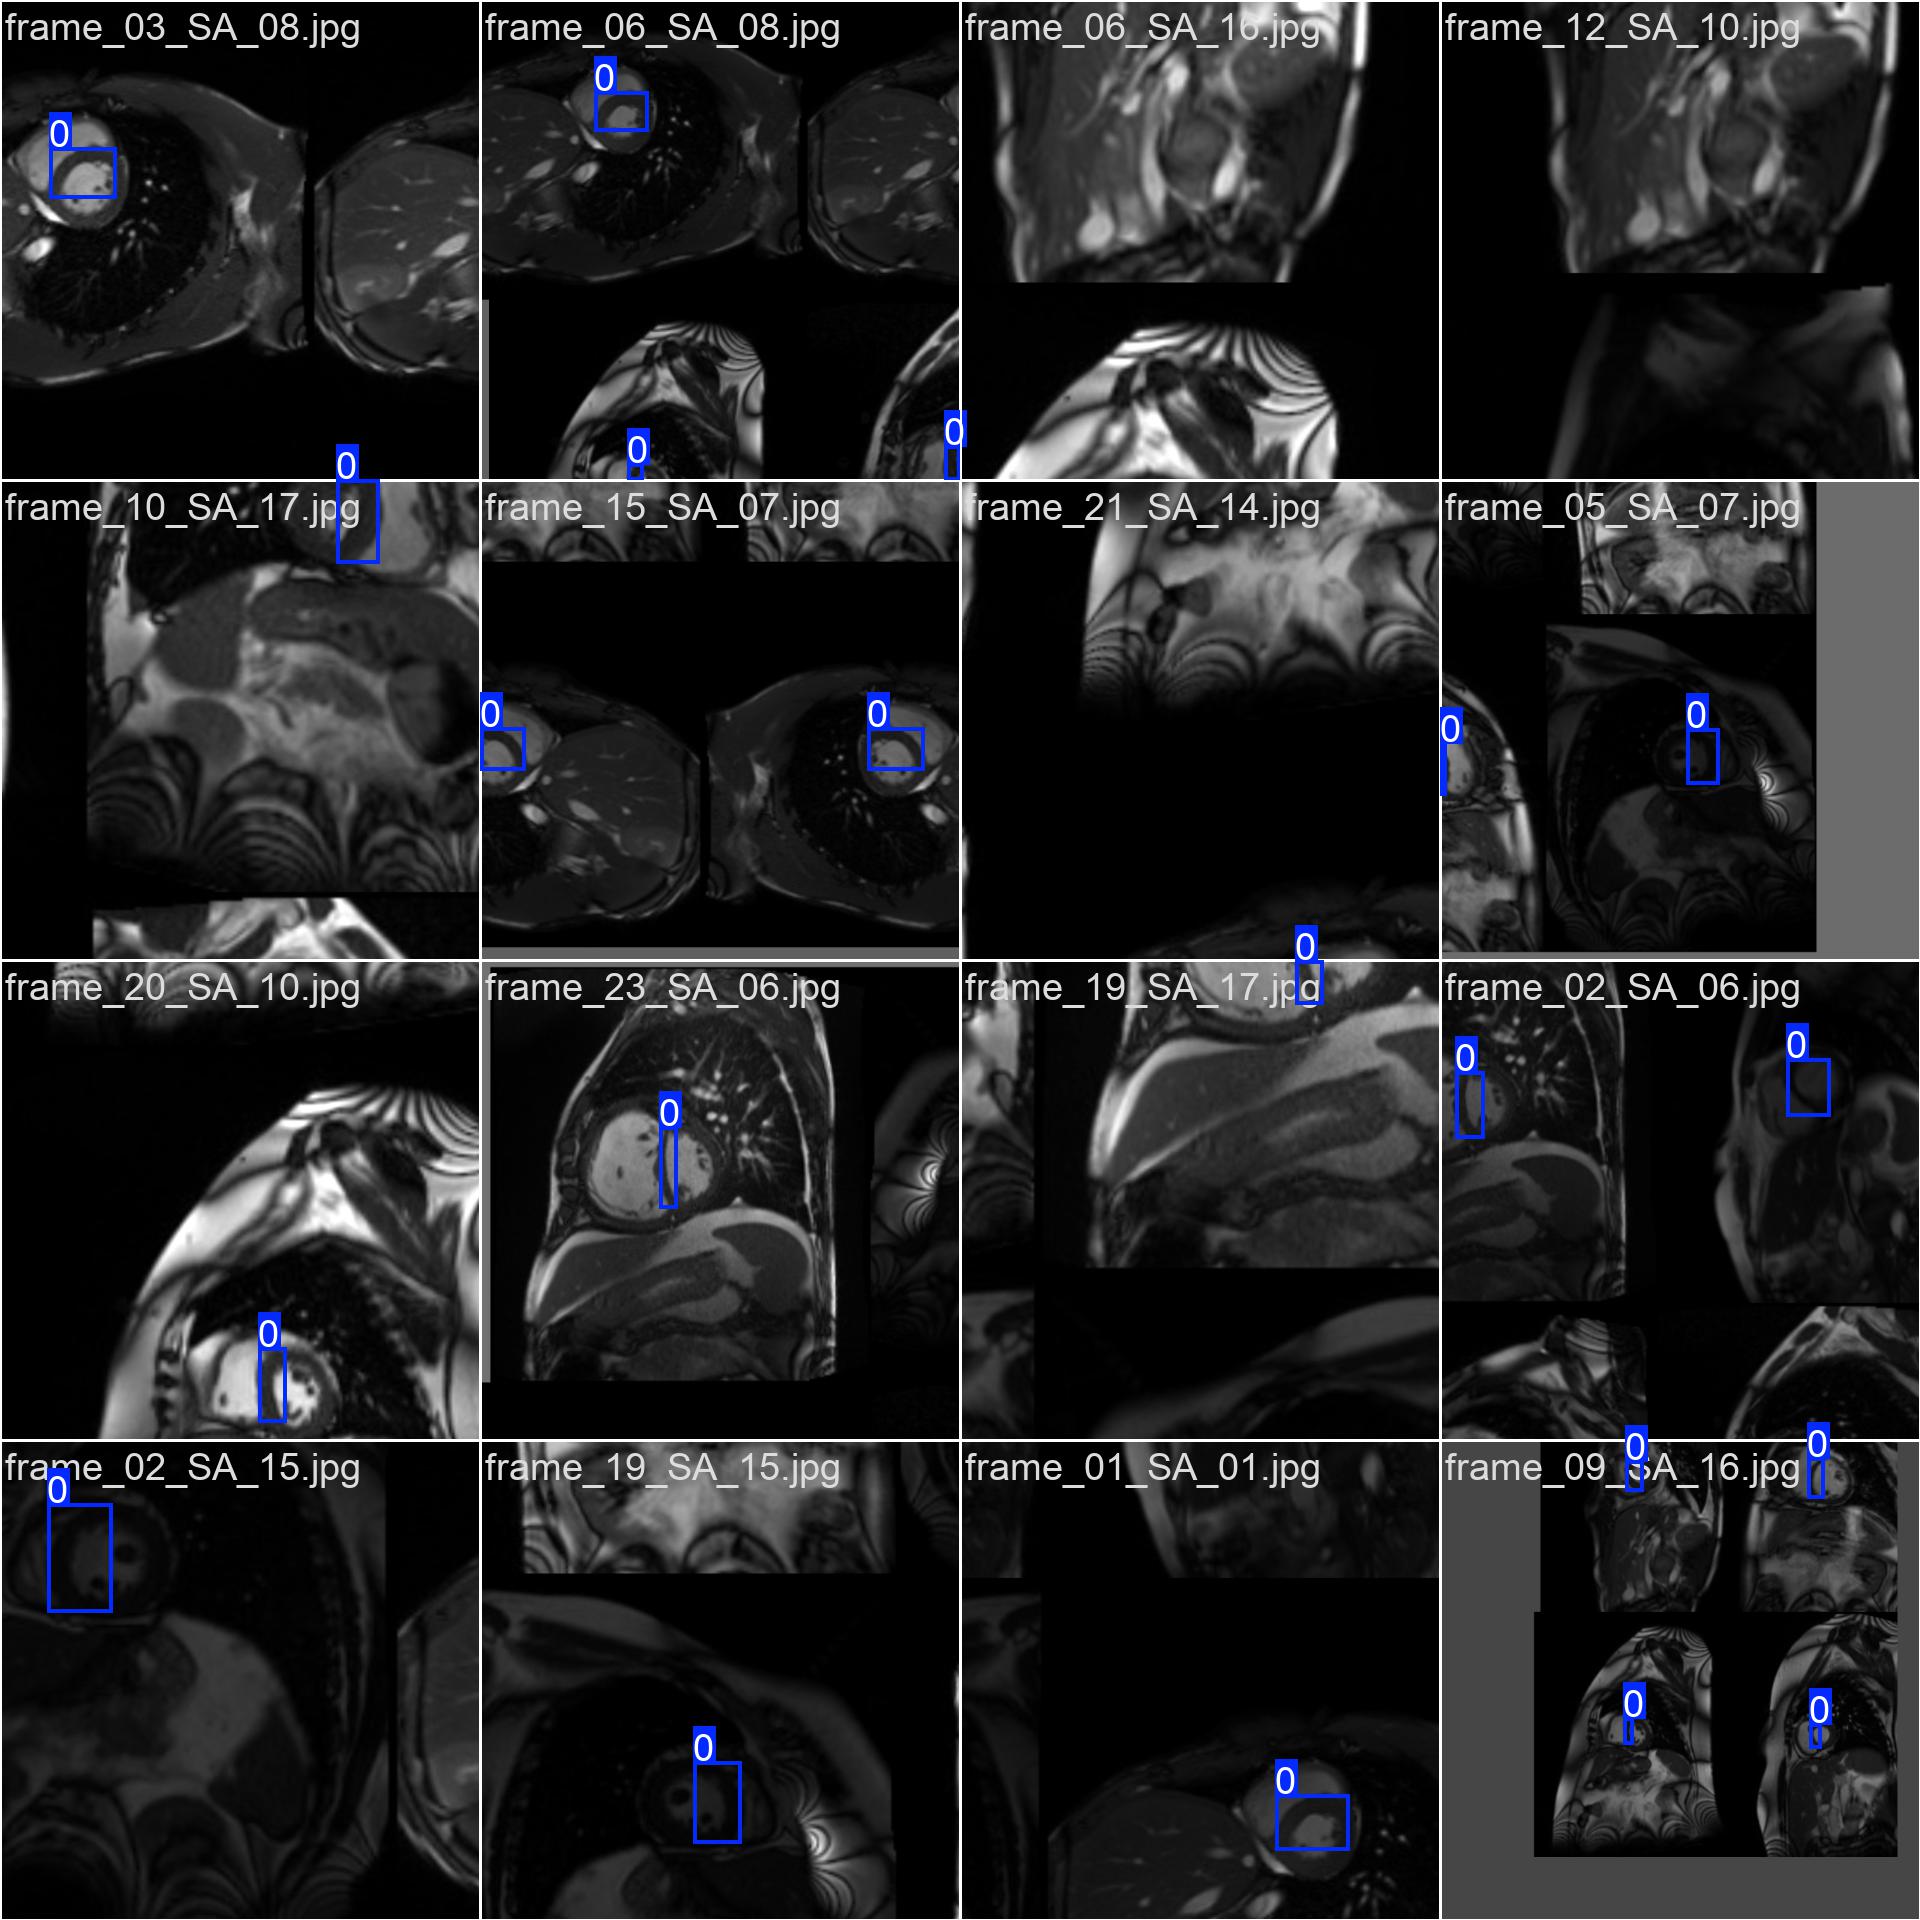 frame_03_SA_08.jpg
frame_06_SA_08.jpg
frame_06_SA_16.jpg
frame_12_SA_10.jpg
0
0
0
0
0
frame_10_SA_17.jpg
frame_15_SA_07.jpg
frame_21_SA_14.jpg
frame_05_SA_07.jpg
0
0
0
0
0
frame_20_SA_10.jpg
frame_23_SA_06.jpg
frame_19_SA_17.jpg
frame_02_SA_06.jpg
0
0
0
0
0
0
0
frame_02_SA_15.jpg
frame_19_SA_15.jpg
frame_01_SA_01.jpg
frame_09_SA_16.jpg
0
0
0
0
0